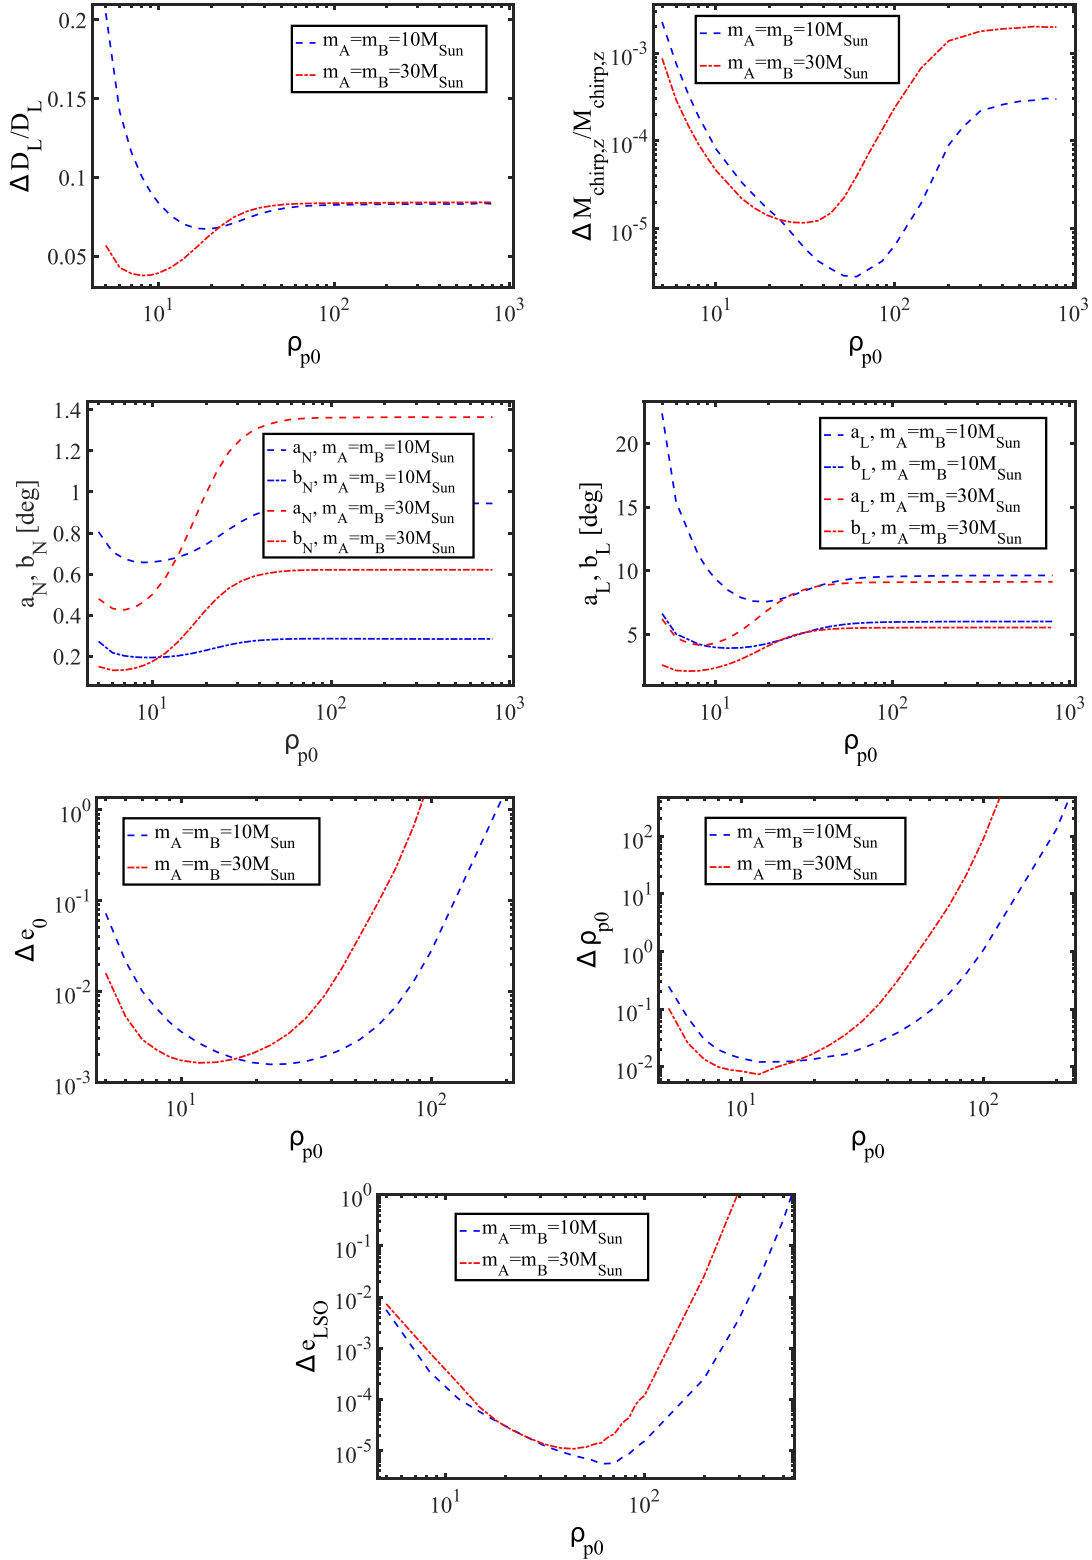 0.2
0.15
0.1
0.05
10^1
10^2
10^3
Δ D_L/D_L
ρ_p0
m_A=m_B=10M_Sun
m_A=m_B=30M_Sun
10^-3
10^-4
10^-5
10^1
10^2
10^3
Δ M_chirp,z/M_chirp,z
ρ_p0
m_A=m_B=10M_Sun
m_A=m_B=30M_Sun
1.4
1.2
1
0.8
0.6
0.4
0.2
10^1
10^2
10^3
a_N, b_N [deg]
ρ_p0
a_N, m_A=m_B=10M_Sun
b_N, m_A=m_B=10M_Sun
a_N, m_A=m_B=30M_Sun
b_N, m_A=m_B=30M_Sun
20
15
10
5
10^1
10^2
10^3
a_L, b_L [deg]
ρ_p0
a_L, m_A=m_B=10M_Sun
b_L, m_A=m_B=10M_Sun
a_L, m_A=m_B=30M_Sun
b_L, m_A=m_B=30M_Sun
10^0
10^-1
10^-2
10^-3
10^1
10^2
Δ e_0
ρ_p0
m_A=m_B=10M_Sun
m_A=m_B=30M_Sun
10^2
10^1
10^0
10^-1
10^-2
10^1
10^2
Δ ρ_p0
ρ_p0
m_A=m_B=10M_Sun
m_A=m_B=30M_Sun
10^0
10^-1
10^-2
10^-3
10^-4
10^-5
10^1
10^2
Δ e_LSO
ρ_p0
m_A=m_B=10M_Sun
m_A=m_B=30M_Sun